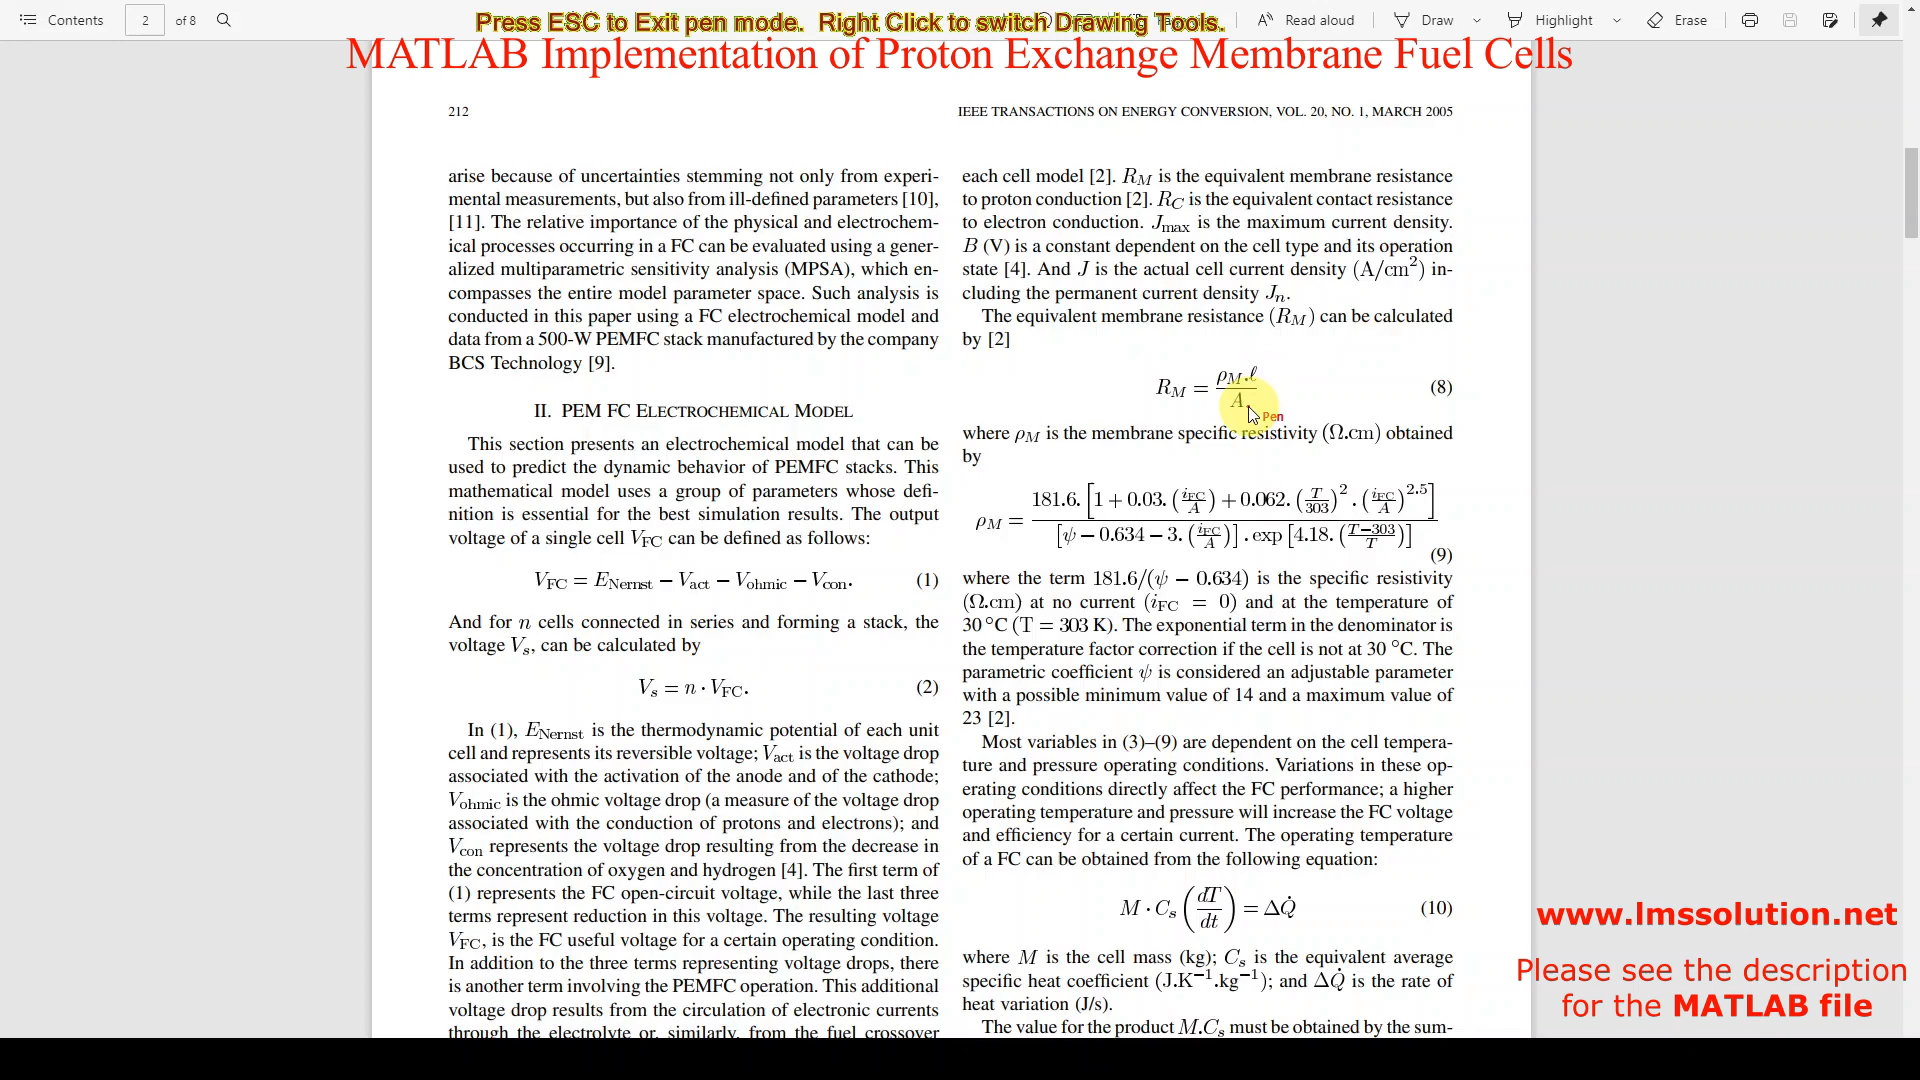 Contents 2 of 8
Press ESC to Exit pen mode. Right Click to switch Drawing Tools.
Read aloud Draw Highlight Erase
MATLAB Implementation of Proton Exchange Membrane Fuel Cells
212 IEEE TRANSACTIONS ON ENERGY CONVERSION, VOL. 20, NO. 1, MARCH 2005
arise because of uncertainties stemming not only from experi-
mental measurements, but also from ill-defined parameters [10],
[11]. The relative importance of the physical and electrochem-
ical processes occurring in a FC can be evaluated using a gener-
alized multiparametric sensitivity analysis (MPSA), which en-
compasses the entire model parameter space. Such analysis is
conducted in this paper using a FC electrochemical model and
data from a 500-W PEMFC stack manufactured by the company
BCS Technology [9].
II. PEM FC ELECTROCHEMICAL MODEL
This section presents an electrochemical model that can be
used to predict the dynamic behavior of PEMFC stacks. This
mathematical model uses a group of parameters whose defi-
nition is essential for the best simulation results. The output
voltage of a single cell V_FC can be defined as follows:
V_FC = E_Nernst − V_act − V_ohmic − V_con. (1)
And for n cells connected in series and forming a stack, the
voltage V_s, can be calculated by
V_s = n · V_FC. (2)
In (1), E_Nernst is the thermodynamic potential of each unit
cell and represents its reversible voltage; V_act is the voltage drop
associated with the activation of the anode and of the cathode;
V_ohmic is the ohmic voltage drop (a measure of the voltage drop
associated with the conduction of protons and electrons); and
V_con represents the voltage drop resulting from the decrease in
the concentration of oxygen and hydrogen [4]. The first term of
(1) represents the FC open-circuit voltage, while the last three
terms represent reduction in this voltage. The resulting voltage
V_FC, is the FC useful voltage for a certain operating condition.
In addition to the three terms representing voltage drops, there
is another term involving the PEMFC operation. This additional
voltage drop results from the circulation of electronic currents
through the electrolyte or, similarly, from the fuel crossover
each cell model [2]. R_M is the equivalent membrane resistance
to proton conduction [2]. R_C is the equivalent contact resistance
to electron conduction. J_max is the maximum current density.
B (V) is a constant dependent on the cell type and its operation
state [4]. And J is the actual cell current density (A/cm²) in-
cluding the permanent current density J_n.
The equivalent membrane resistance (R_M) can be calculated
by [2]
R_M = ρ_M.ℓ / A (8)
Pen
where ρ_M is the membrane specific resistivity (Ω.cm) obtained
by
ρ_M = 181.6. [1 + 0.03. (i_FC/A) + 0.062. (T/303)² . (i_FC/A)^2.5] / [ψ − 0.634 − 3. (i_FC/A)] . exp [4.18. (T−303/T)]
(9)
where the term 181.6/(ψ − 0.634) is the specific resistivity
(Ω.cm) at no current (i_FC = 0) and at the temperature of
30 °C (T = 303 K). The exponential term in the denominator is
the temperature factor correction if the cell is not at 30 °C. The
parametric coefficient ψ is considered an adjustable parameter
with a possible minimum value of 14 and a maximum value of
23 [2].
Most variables in (3)–(9) are dependent on the cell tempera-
ture and pressure operating conditions. Variations in these op-
erating conditions directly affect the FC performance; a higher
operating temperature and pressure will increase the FC voltage
and efficiency for a certain current. The operating temperature
of a FC can be obtained from the following equation:
M · C_s (dT/dt) = ΔQ̇ (10)
where M is the cell mass (kg); C_s is the equivalent average
specific heat coefficient (J.K⁻¹.kg⁻¹); and ΔQ̇ is the rate of
heat variation (J/s).
The value for the product M.C_s must be obtained by the sum-
www.lmssolution.net
Please see the description
for the MATLAB file